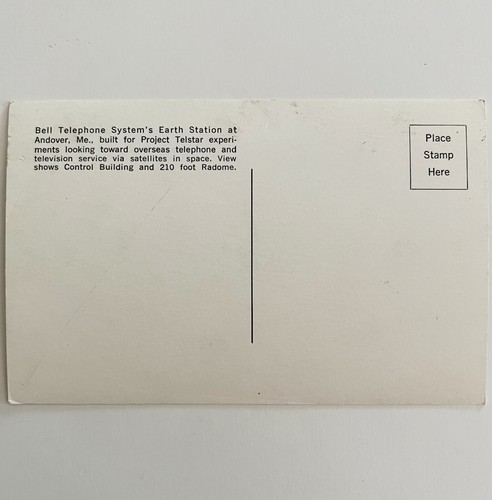 Bell Telephone System's Earth Station at
Andover, Me., built for Project Telstar experi-
ments looking toward overseas telephone and
television service via satellites in space. View
shows Control Building and 210 foot Radome.
Place
Stamp
Here